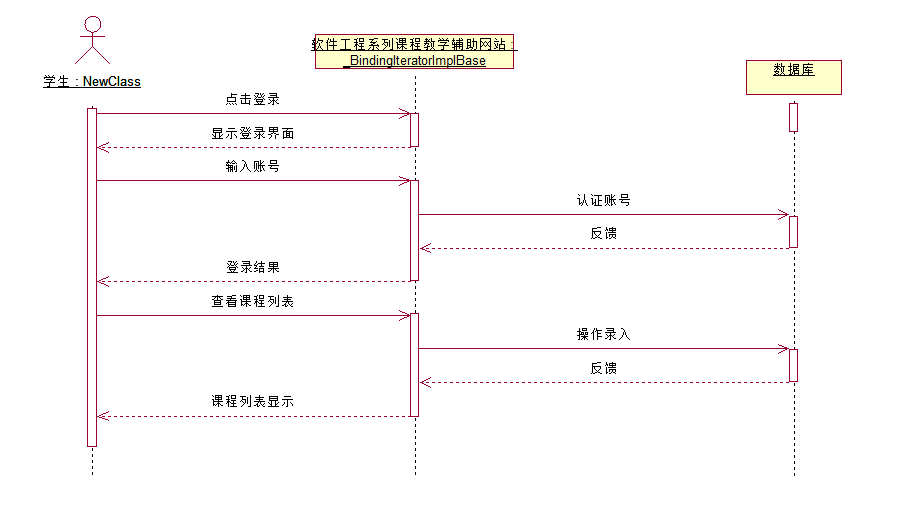 软件工程系列课程教学辅助网站 :
_BindingIteratorImplBase
数据库
学生 : NewClass
点击登录
显示登录界面
输入账号
认证账号
反馈
登录结果
查看课程列表
操作录入
反馈
课程列表显示